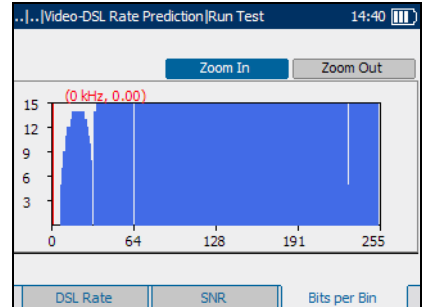 ..|..|Video-DSL Rate Prediction|Run Test 14:40
Zoom In Zoom Out
(0 kHz, 0.00)
15
12
9
6
3
0 64 128 191 255
DSL Rate SNR Bits per Bin